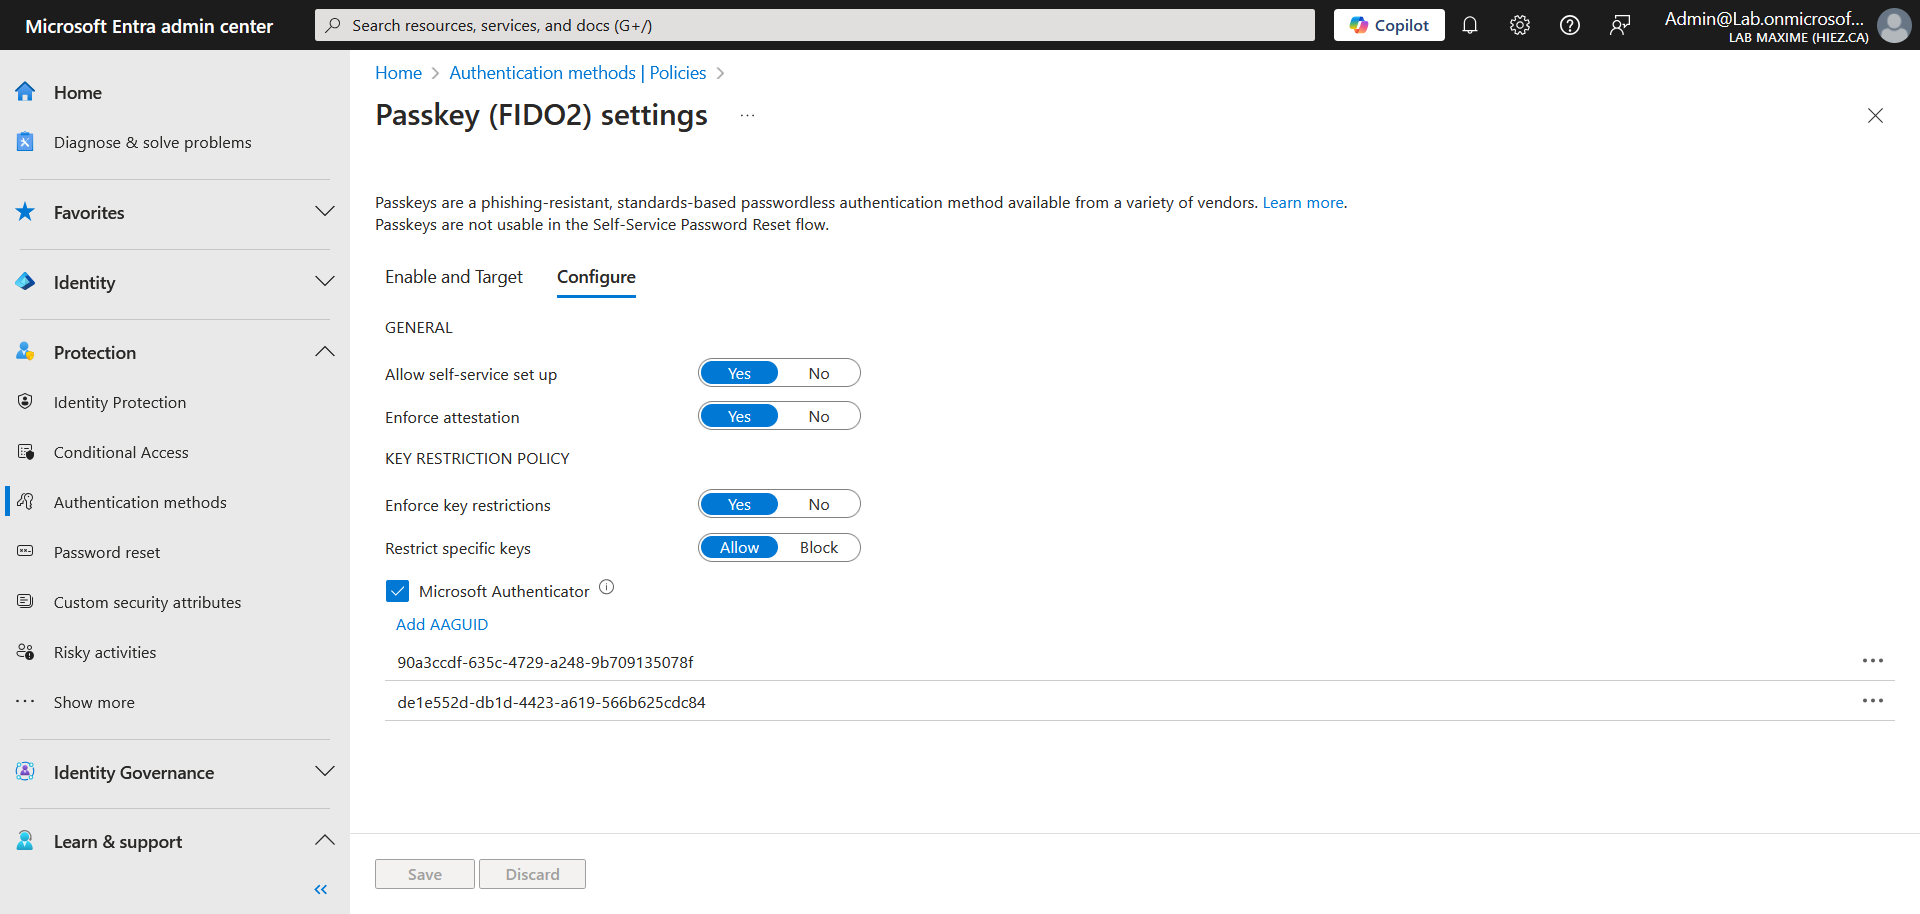 Microsoft Entra admin center
Search resources, services, and docs (G+/)
Copilot
Admin@Lab.onmicrosof...
LAB MAXIME (HIEZ.CA)
Home
Diagnose & solve problems
Favorites
Identity
Protection
Identity Protection
Conditional Access
Authentication methods
Password reset
Custom security attributes
Risky activities
Show more
Identity Governance
Learn & support
Home > Authentication methods | Policies >
Passkey (FIDO2) settings ...
Passkeys are a phishing-resistant, standards-based passwordless authentication method available from a variety of vendors. Learn more.
Passkeys are not usable in the Self-Service Password Reset flow.
Enable and Target Configure
GENERAL
Allow self-service set up Yes No
Enforce attestation Yes No
KEY RESTRICTION POLICY
Enforce key restrictions Yes No
Restrict specific keys Allow Block
Microsoft Authenticator
Add AAGUID
90a3ccdf-635c-4729-a248-9b709135078f
de1e552d-db1d-4423-a619-566b625cdc84
Save Discard